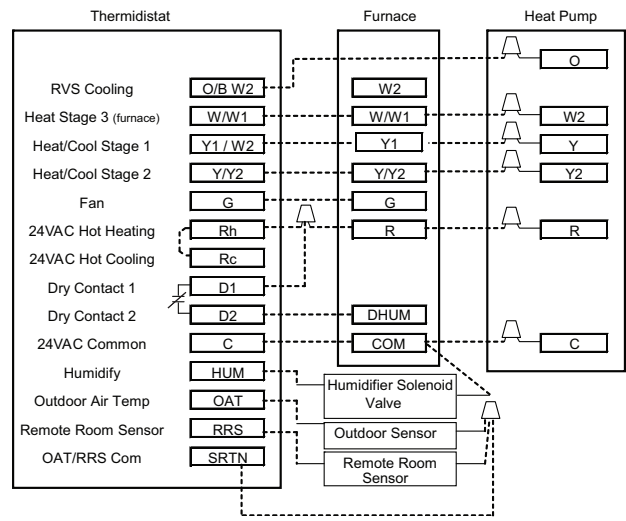 Thermidistat Furnace Heat Pump
O
RVS Cooling O/B W2 W2
Heat Stage 3 (furnace) W/W1 W/W1 W2
Heat/Cool Stage 1 Y1 / W2 Y1 Y
Heat/Cool Stage 2 Y/Y2 Y/Y2 Y2
Fan G G
24VAC Hot Heating Rh R R
24VAC Hot Cooling Rc
Dry Contact 1 D1
Dry Contact 2 D2 DHUM
24VAC Common C COM C
Humidify HUM
Humidifier Solenoid
Valve
Outdoor Air Temp OAT
Outdoor Sensor
Remote Room Sensor RRS
Remote Room
Sensor
OAT/RRS Com SRTN